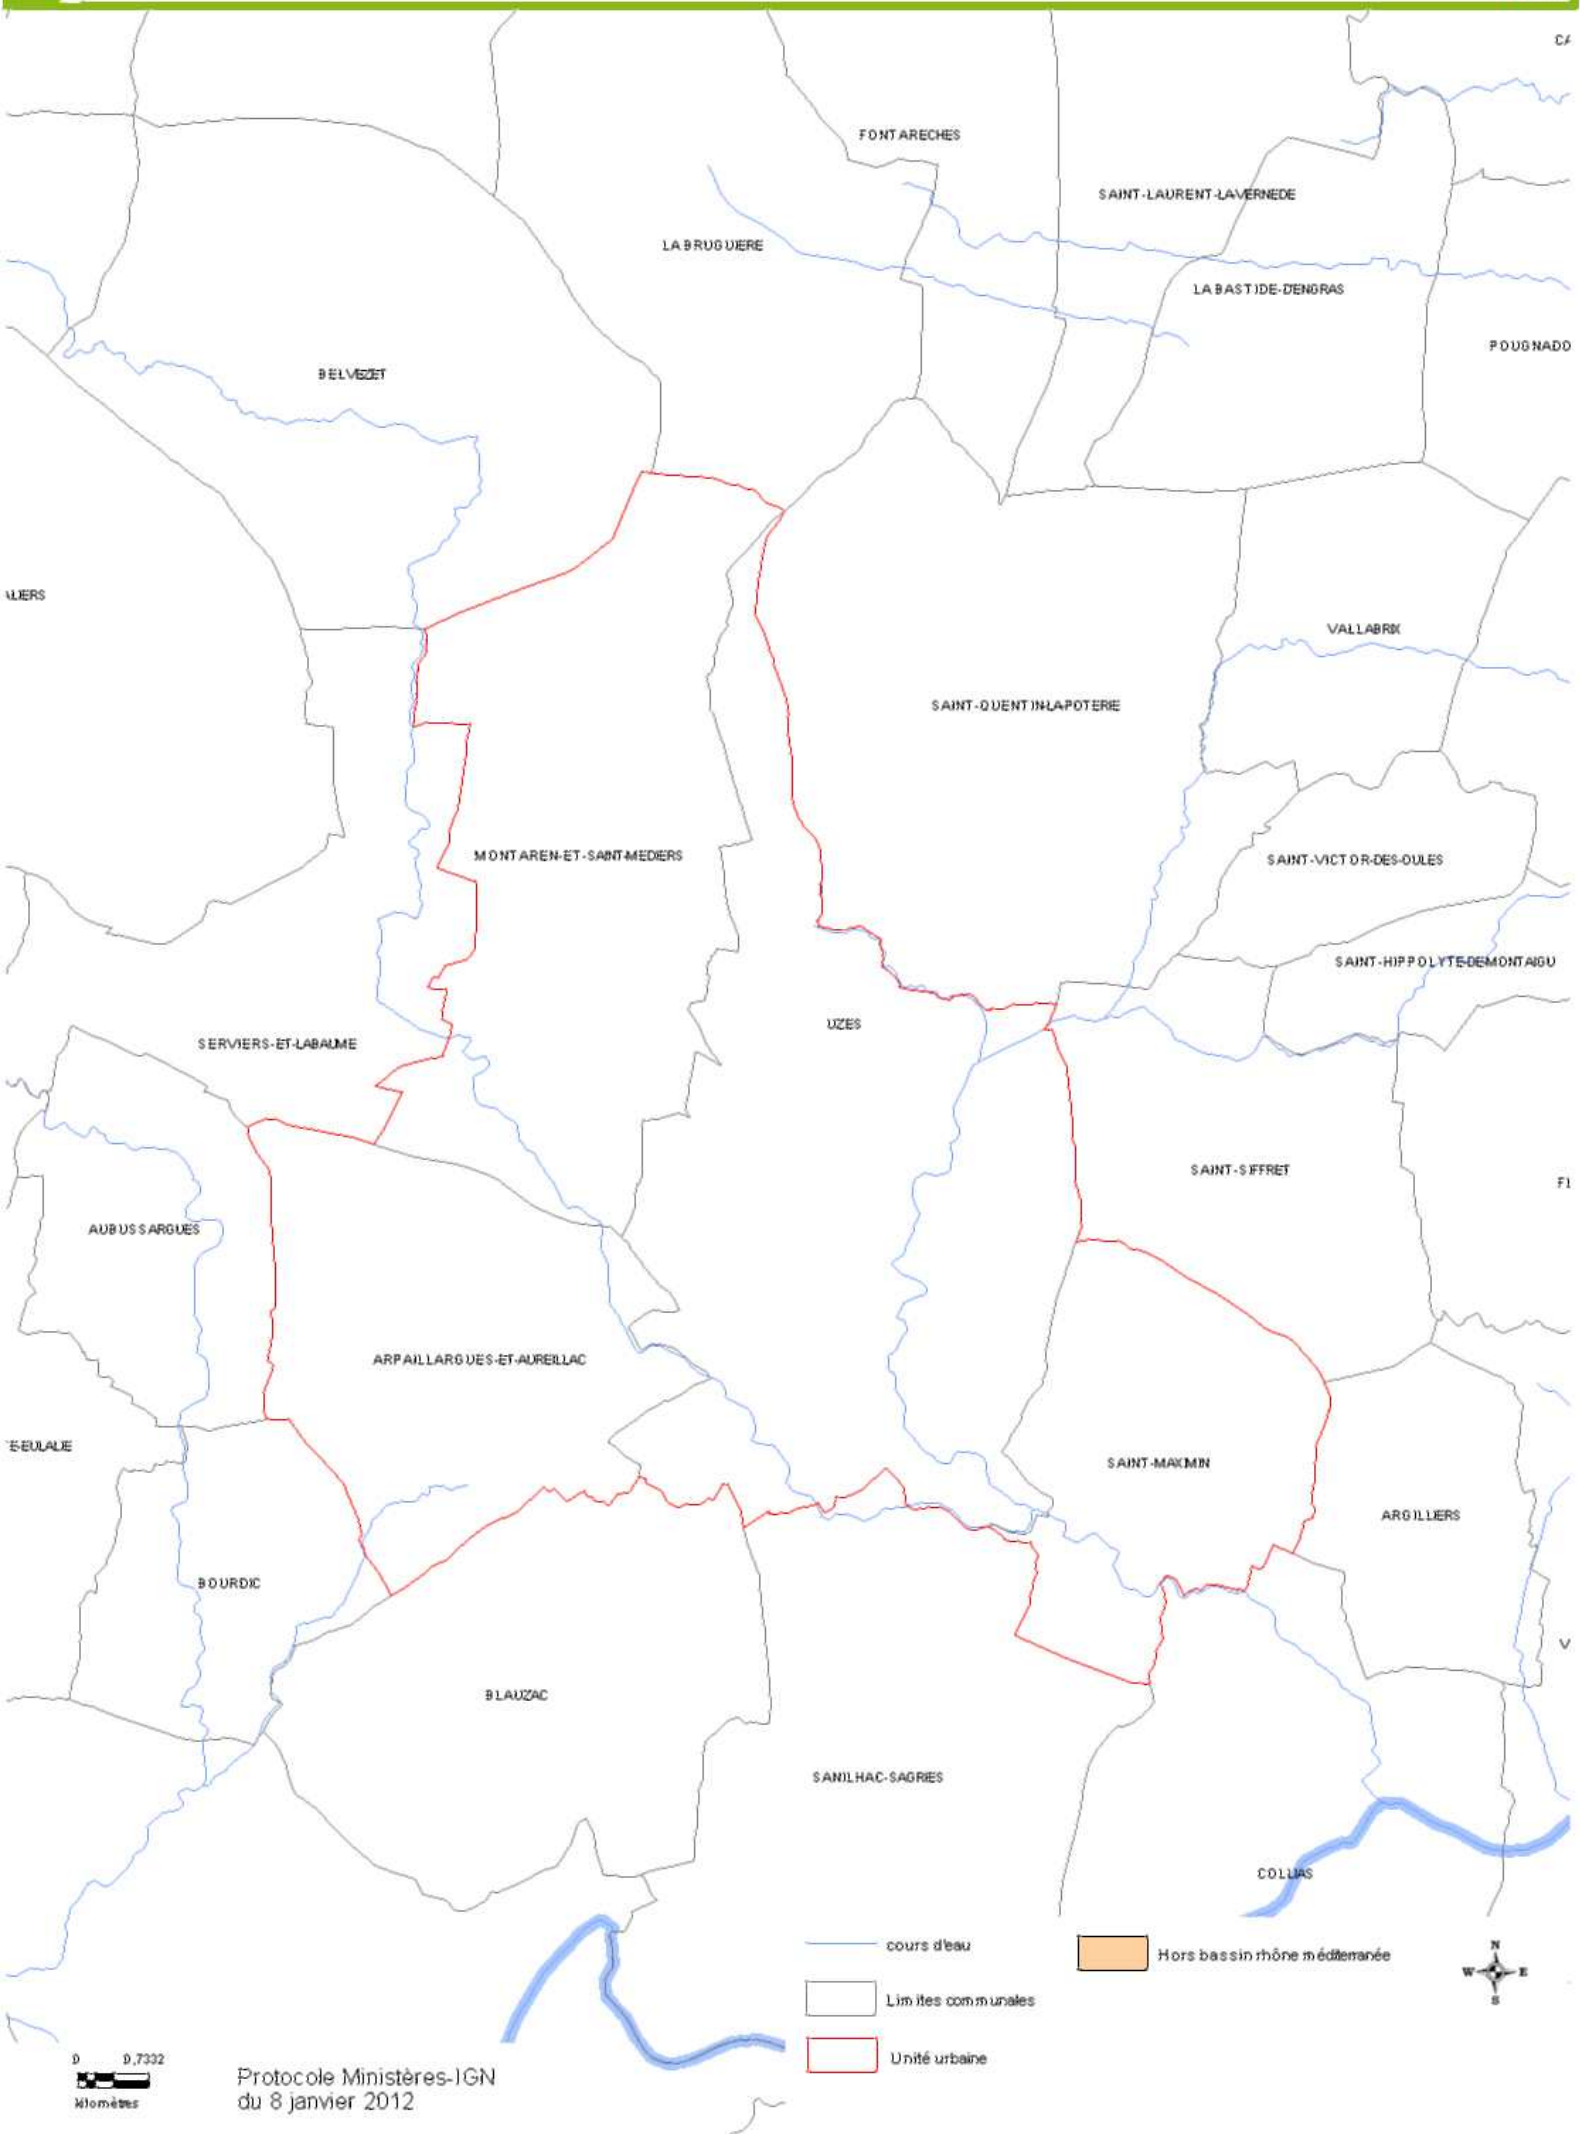 FONTARECHES
SAINT-LAURENT-LA-VERNEDE
LA BRUGUIERE
LA BASTIDE-D'ENGRAS
POUGNADO
BELVEZET
VALLABRIX
SAINT-QUENTIN-LA-POTERIE
MONTAREN-ET-SAINT-MEDIERS
SAINT-VICTOR-DES-OULES
SAINT-HIPPOLYTE-DE-MONTAIGU
UZES
SERVIERS-ET-LABAUME
SAINT-SIFFRET
AUBUSSARGUES
ARPAILLARGUES-ET-AUREILLAC
E-EULALIE
SAINT-MAXIMIN
ARGILLIERS
BOURDIC
V
BLAUZAC
SANILHAC-SAGRIES
COLLIAS
cours d'eau
Hors bassin rhône méditerranée
Limites communales
Unité urbaine
N
W E
S
0 0,7332
kilomètres
Protocole Ministères-IGN
du 8 janvier 2012